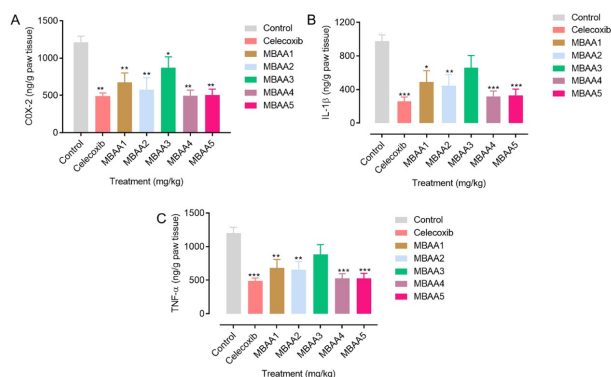 A
COX-2 (ng/g paw tissue)
1500
1000
500
0
** ** ** * ** **
Control Celecoxib MBAA1 MBAA2 MBAA3 MBAA4 MBAA5
Treatment (mg/kg)
Control
Celecoxib
MBAA1
MBAA2
MBAA3
MBAA4
MBAA5
B
IL-1β (ng/g paw tissue)
1200
800
400
0
*** * ** *** ***
Control Celecoxib MBAA1 MBAA2 MBAA3 MBAA4 MBAA5
Treatment (mg/kg)
Control
Celecoxib
MBAA1
MBAA2
MBAA3
MBAA4
MBAA5
C
TNF-α (ng/g paw tissue)
1500
1000
500
0
*** ** ** *** ***
Control Celecoxib MBAA1 MBAA2 MBAA3 MBAA4 MBAA5
Treatment (mg/kg)
Control
Celecoxib
MBAA1
MBAA2
MBAA3
MBAA4
MBAA5